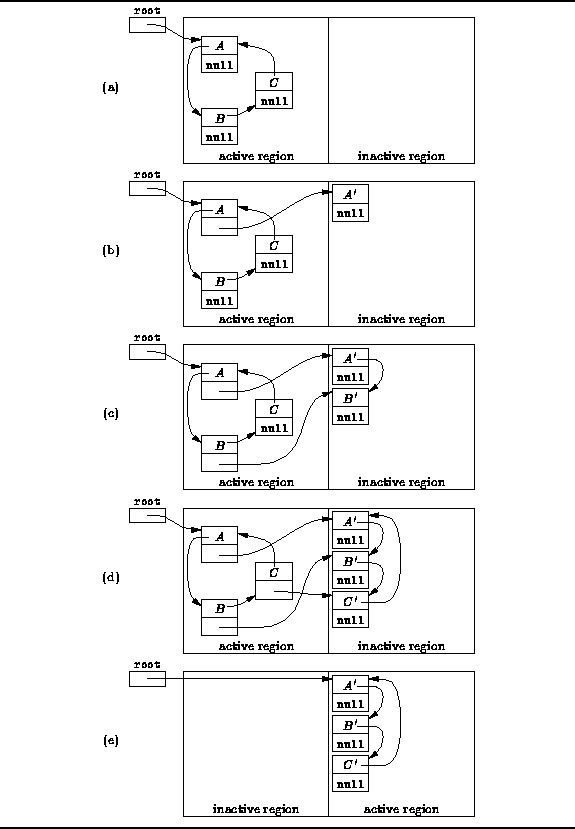 root
A
null
C
null
(a)
B
null
active region inactive region
root
A
A′
null
C
null
(b)
B
null
active region inactive region
root
A
A′
null
C
null
B′
null
(c)
B
active region inactive region
root
A
A′
null
C
B′
null
(d)
B
C′
null
active region inactive region
root
A′
null
(e)
B′
null
C′
null
inactive region active region